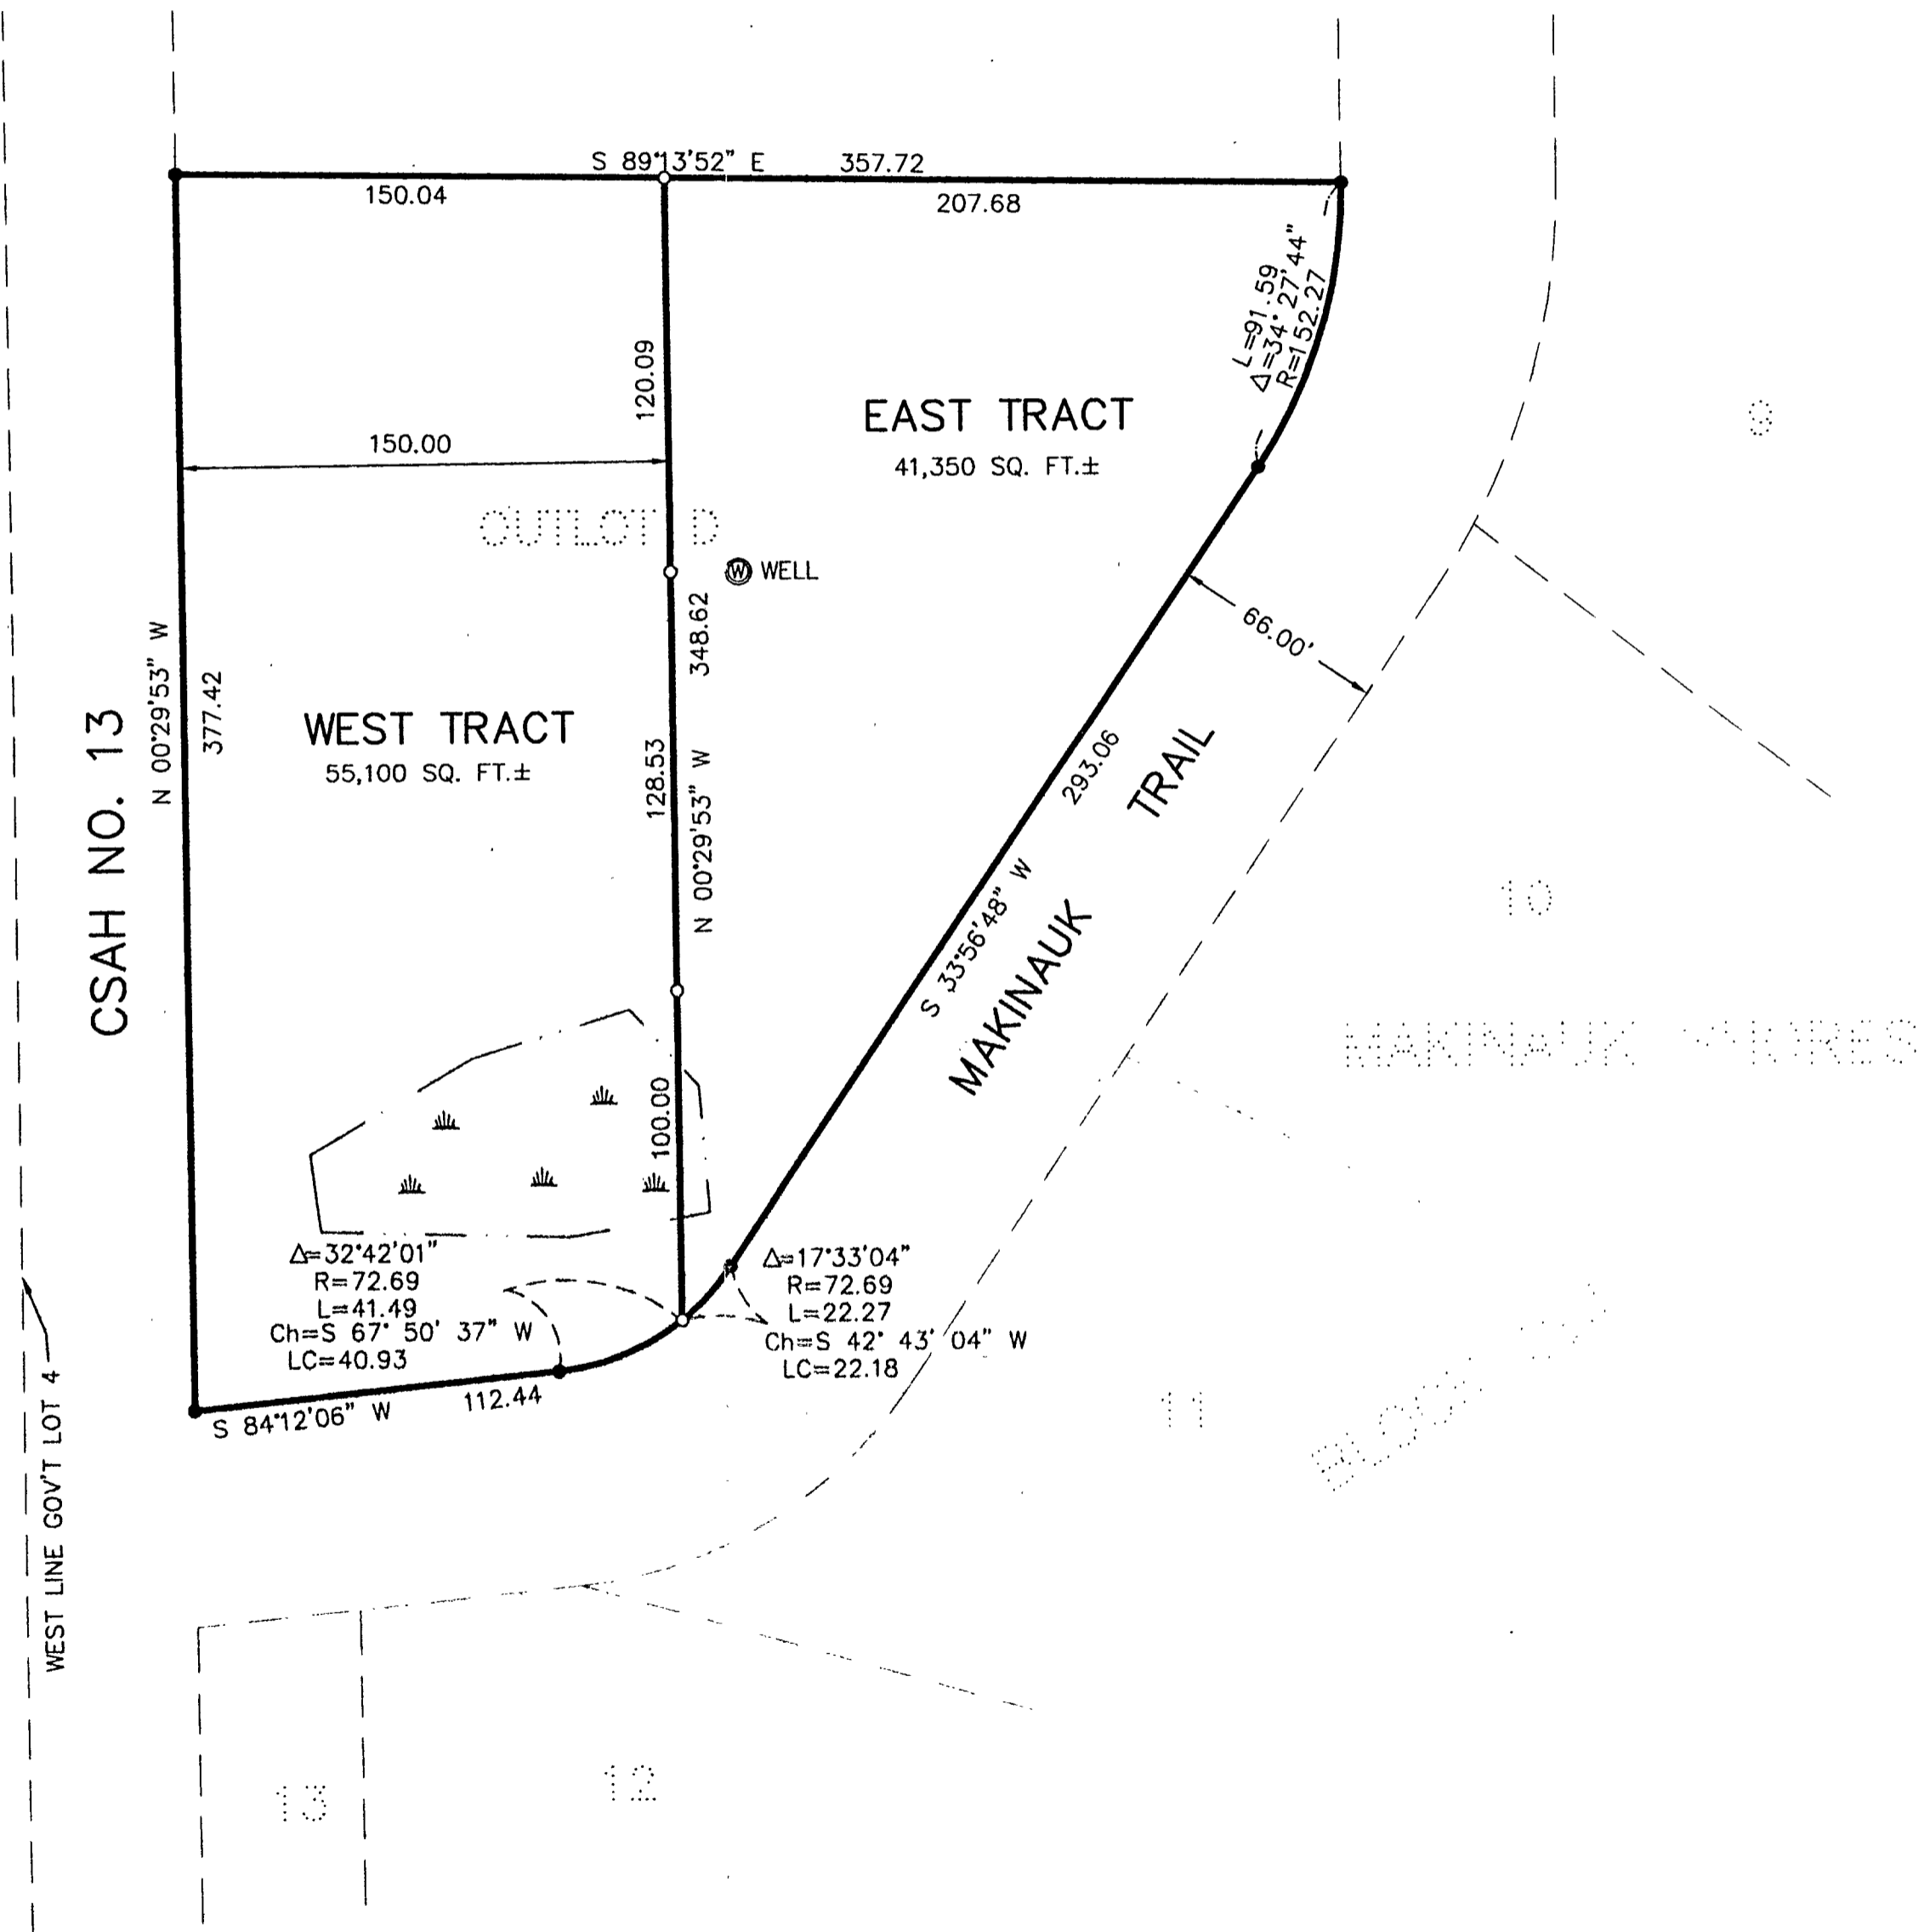 S 89°13'52" E 357.72
150.04
207.68
L=91.59
Δ=34°27'44"
R=152.27
120.09
EAST TRACT
41,350 SQ. FT.±
150.00
OUTLOT D
W WELL
348.62
N 00°29'53" W
66.00'
9
N 00°29'53" W
377.42
CSAH NO. 13
WEST TRACT
55,100 SQ. FT.±
128.53
293.06
S 33°56'48" W
MAKINAUK TRAIL
10
MAKINAUK
100.00
Δ=32°42'01"
R=72.69
L=41.49
Ch=S 67° 50' 37" W
LC=40.93
Δ=17°33'04"
R=72.69
L=22.27
Ch=S 42° 43' 04" W
LC=22.18
S 84°12'06" W 112.44
11
WEST LINE GOV'T LOT 4
13
12